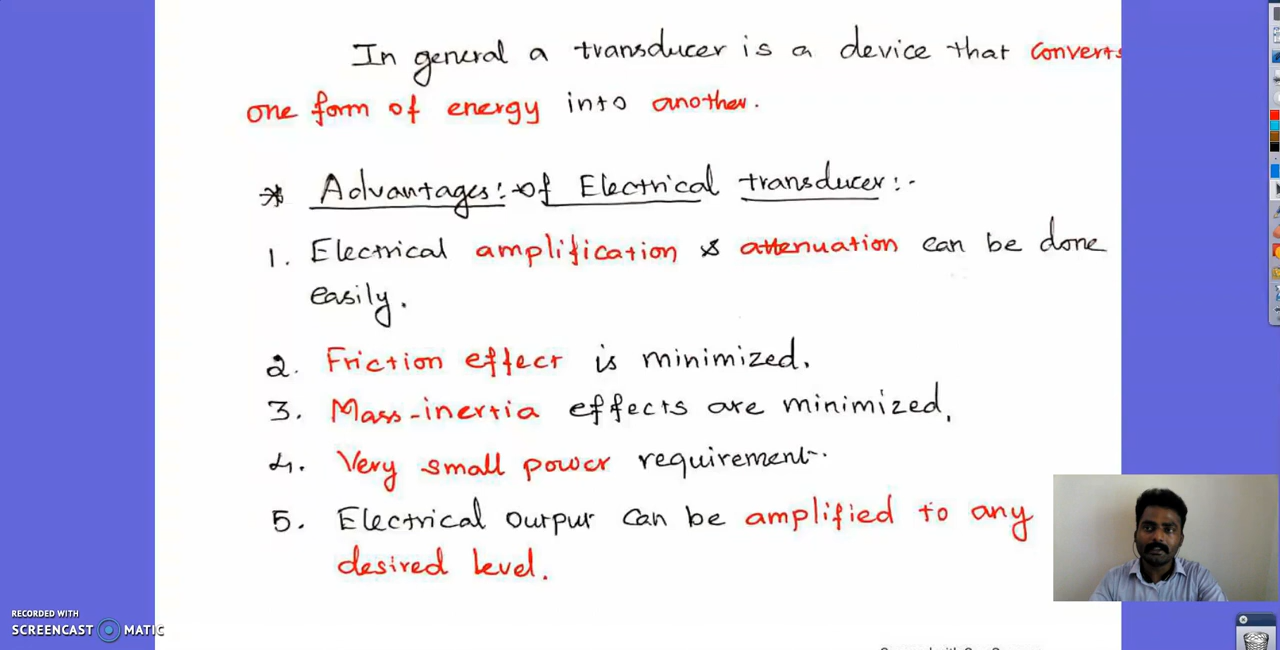 In general a transducer is a device that converts
one form of energy into another.
* Advantages:- of Electrical transducer:-
1. Electrical amplification & attenuation can be done
easily.
2. Friction effect is minimized.
3. Mass-inertia effects are minimized.
4. Very small power requirement.
5. Electrical output can be amplified to any
desired level.
RECORDED WITH
SCREENCAST MATIC